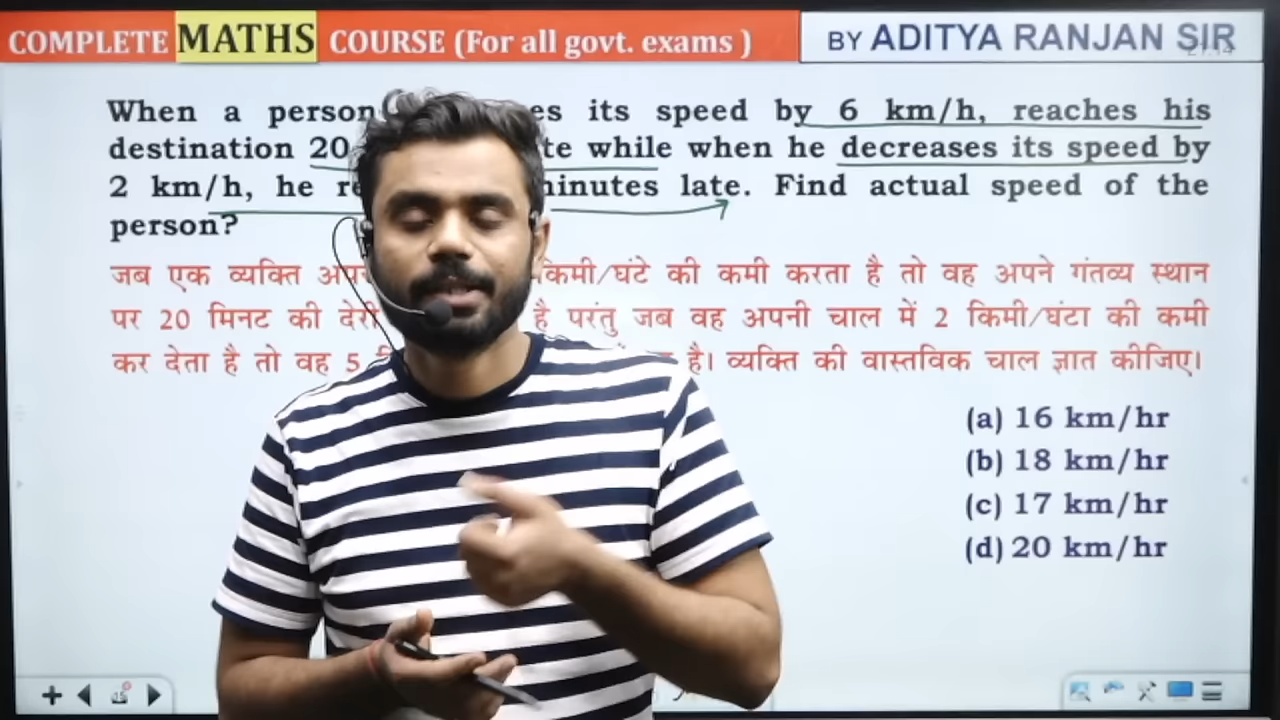 COMPLETE MATHS COURSE (For all govt. exams )
BY ADITYA RANJAN SIR
When a person es its speed by 6 km/h, reaches his
destination 20 te while when he decreases its speed by
2 km/h, he re minutes late. Find actual speed of the
person?
जब एक व्यक्ति अप किमी/घंटे की कमी करता है तो वह अपने गंतव्य स्थान
पर 20 मिनट की देरी है परंतु जब वह अपनी चाल में 2 किमी/घंटा की कमी
कर देता है तो वह 5 है। व्यक्ति की वास्तविक चाल ज्ञात कीजिए।
(a) 16 km/hr
(b) 18 km/hr
(c) 17 km/hr
(d) 20 km/hr